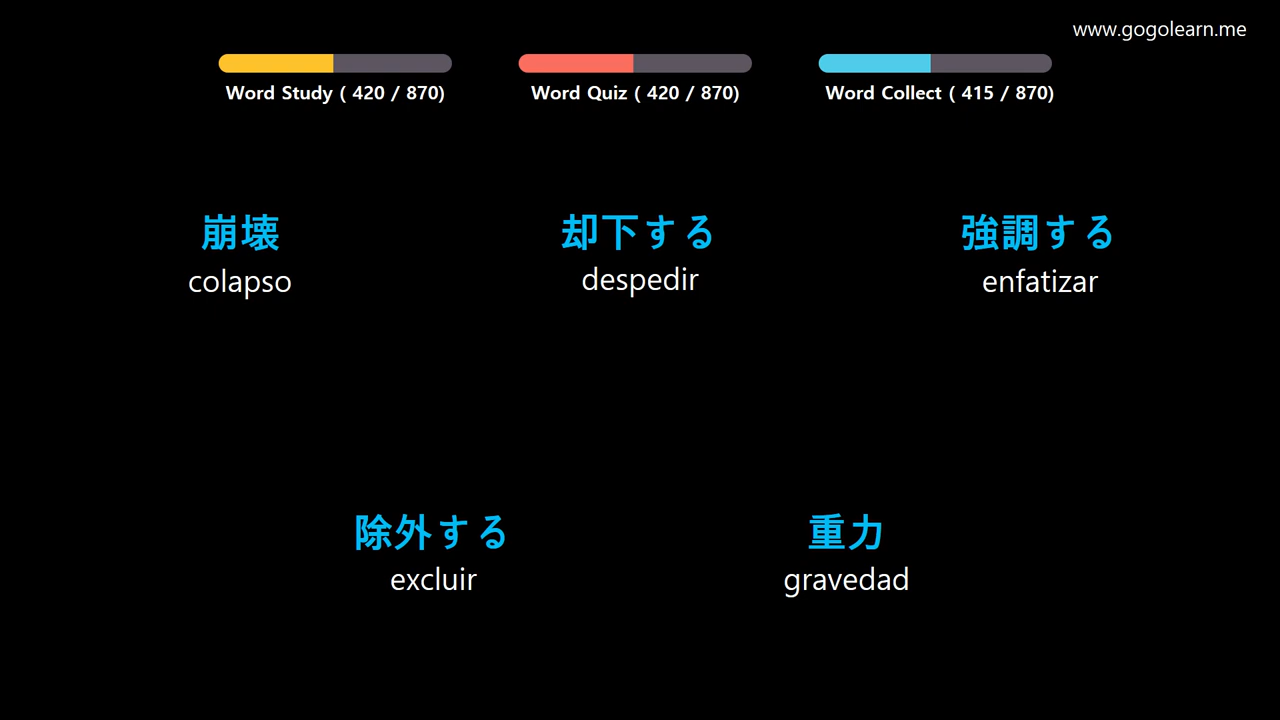 www.gogolearn.me
Word Study ( 420 / 870)
Word Quiz ( 420 / 870)
Word Collect ( 415 / 870)
崩壊
colapso
却下する
despedir
強調する
enfatizar
除外する
excluir
重力
gravedad